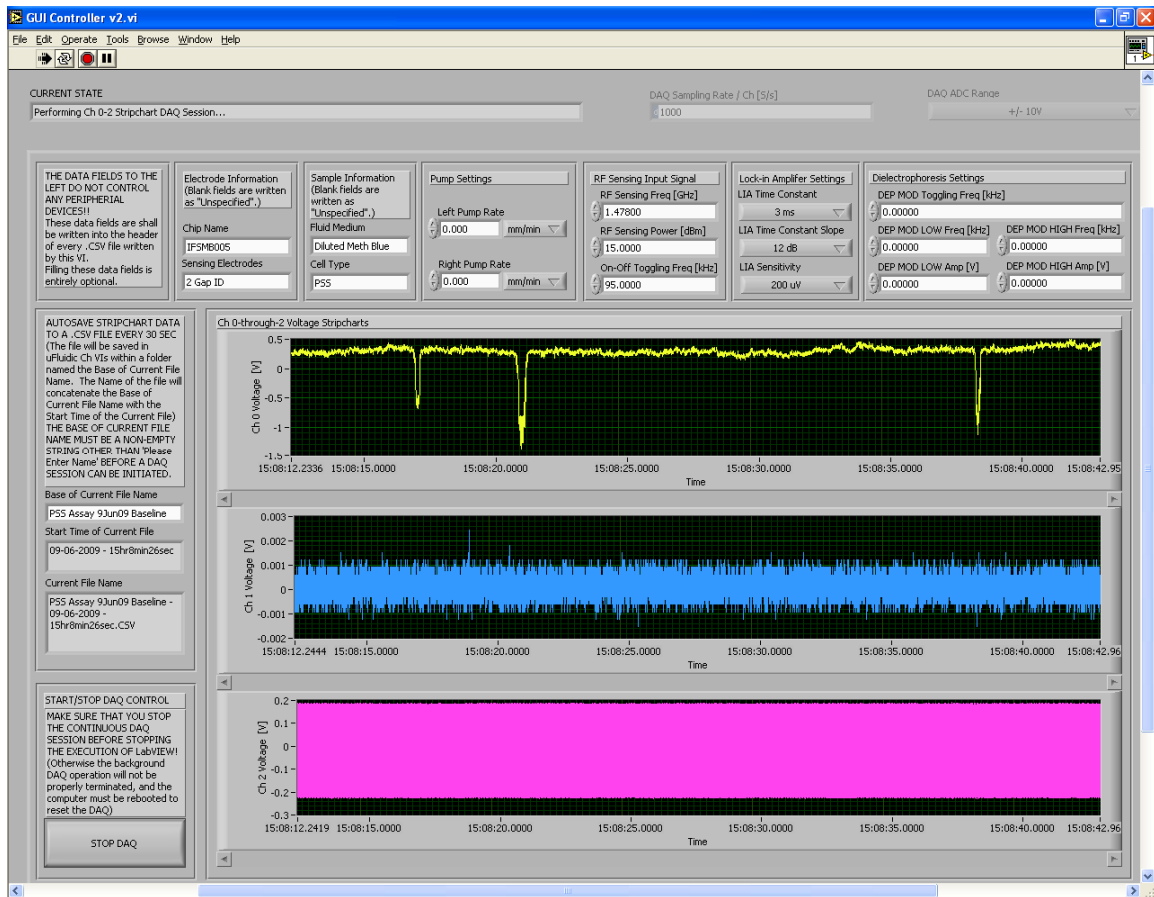 GUI Controller v2.vi
File Edit Operate Tools Browse Window Help
1
CURRENT STATE
Performing Ch 0-2 Stripchart DAQ Session...
DAQ Sampling Rate / Ch [S/s]
1000
DAQ ADC Range
+/- 10V
THE DATA FIELDS TO THE
LEFT DO NOT CONTROL
ANY PERIPHERIAL
DEVICES!!
These data fields are shall
be written into the header
of every .CSV file written
by this VI.
Filling these data fields is
entirely optional.
Electrode Information
(Blank fields are written
as "Unspecified".)
Chip Name
IFSMB005
Sensing Electrodes
2 Gap ID
Sample Information
(Blank fields are
written as
"Unspecified".)
Fluid Medium
Diluted Meth Blue
Cell Type
PSS
Pump Settings
Left Pump Rate
0.000 mm/min
Right Pump Rate
0.000 mm/min
RF Sensing Input Signal
RF Sensing Freq [GHz]
1.47800
RF Sensing Power [dBm]
15.0000
On-Off Toggling Freq [kHz]
95.0000
Lock-in Amplifer Settings
LIA Time Constant
3 ms
LIA Time Constant Slope
12 dB
LIA Sensitivity
200 uV
Dielectrophoresis Settings
DEP MOD Toggling Freq [kHz]
0.00000
DEP MOD LOW Freq [kHz] DEP MOD HIGH Freq [kHz]
0.00000 0.00000
DEP MOD LOW Amp [V] DEP MOD HIGH Amp [V]
0.00000 0.00000
AUTOSAVE STRIPCHART DATA
TO A .CSV FILE EVERY 30 SEC
(The file will be saved in
uFluidic Ch VIs within a folder
named the Base of Current File
Name. The Name of the file will
concatenate the Base of
Current File Name with the
Start Time of the Current File)
THE BASE OF CURRENT FILE
NAME MUST BE A NON-EMPTY
STRING OTHER THAN 'Please
Enter Name' BEFORE A DAQ
SESSION CAN BE INITIATED.
Base of Current File Name
PSS Assay 9Jun09 Baseline
Start Time of Current File
09-06-2009 - 15hr8min26sec
Current File Name
PSS Assay 9Jun09 Baseline -
09-06-2009 -
15hr8min26sec.CSV
START/STOP DAQ CONTROL
MAKE SURE THAT YOU STOP
THE CONTINUOUS DAQ
SESSION BEFORE STOPPING
THE EXECUTION OF LabVIEW!
(Otherwise the background
DAQ operation will not be
properly terminated, and the
computer must be rebooted to
reset the DAQ)
STOP DAQ
Ch 0-through-2 Voltage Stripcharts
Ch 0 Voltage [V]
0.5
0
-0.5
-1
-1.5
15:08:12.2336 15:08:15.0000 15:08:20.0000 15:08:25.0000 15:08:30.0000 15:08:35.0000 15:08:40.0000 15:08:42.95
Time
Ch 1 Voltage [V]
0.003
0.002
0.001
0
-0.001
-0.002
15:08:12.2444 15:08:15.0000 15:08:20.0000 15:08:25.0000 15:08:30.0000 15:08:35.0000 15:08:40.0000 15:08:42.96
Time
Ch 2 Voltage [V]
0.2
0.1
0
-0.1
-0.2
-0.3
15:08:12.2419 15:08:15.0000 15:08:20.0000 15:08:25.0000 15:08:30.0000 15:08:35.0000 15:08:40.0000 15:08:42.96
Time